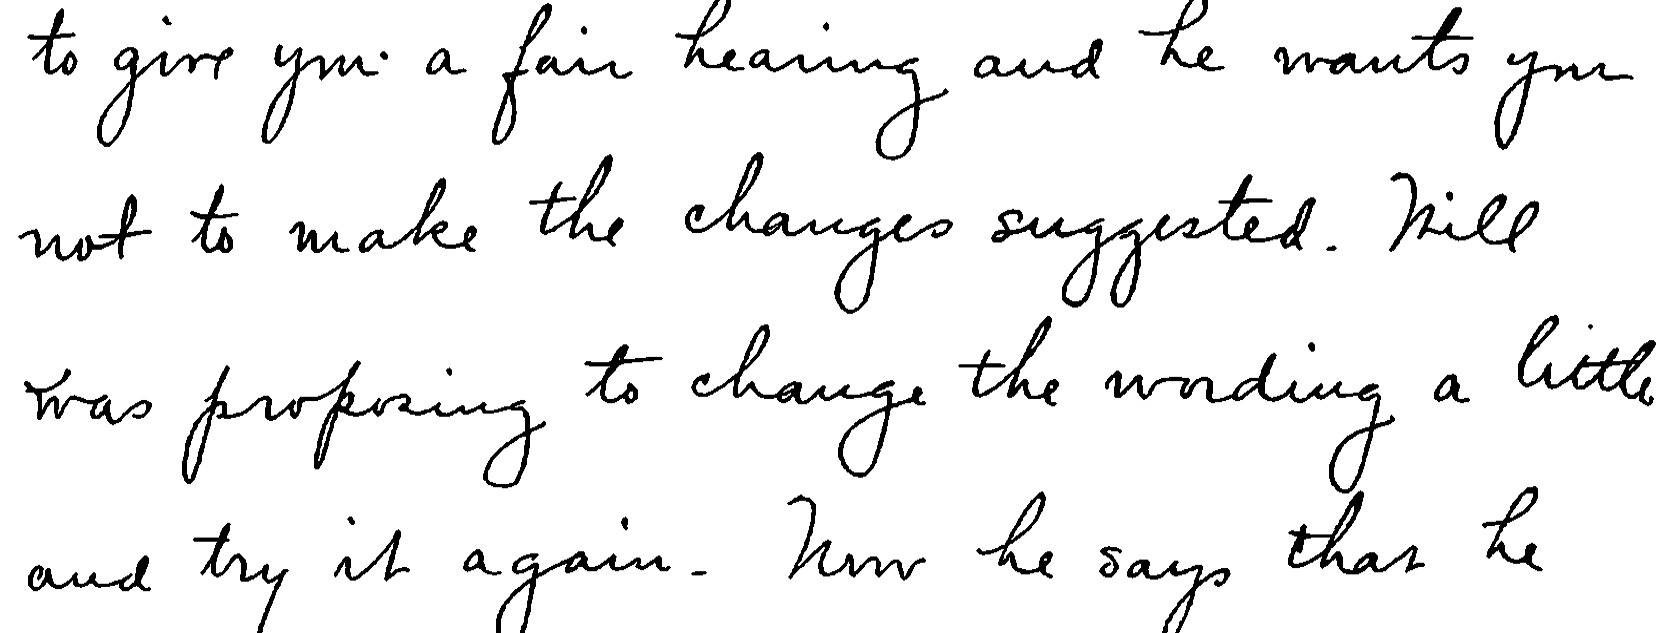 to give you a fair hearing and he wants you
not to make the changes suggested. Will
was proposing to change the wording a little
and try it again. Now he says that he